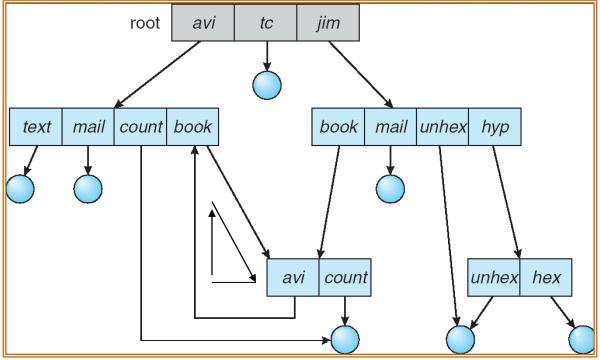 root avi tc jim
text mail count book book mail unhex hyp
avi count unhex hex